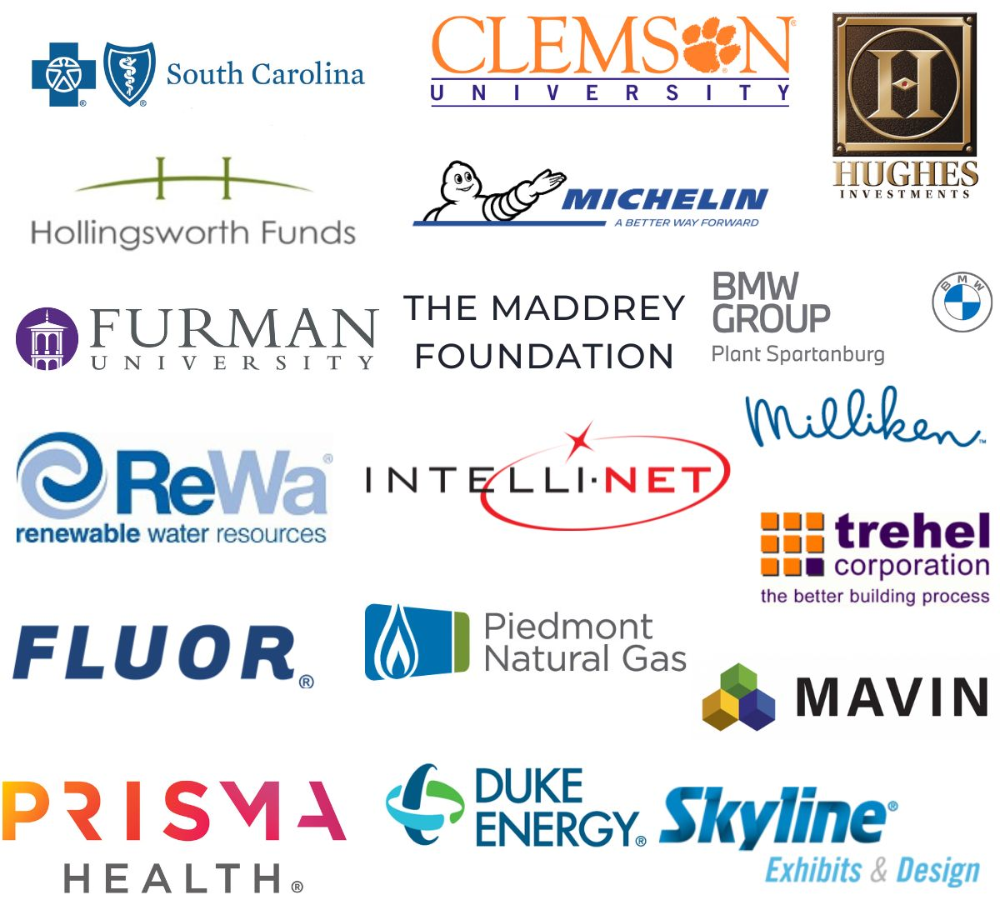 South Carolina
CLEMSON
UNIVERSITY
H
HUGHES
INVESTMENTS
Hollingsworth Funds
MICHELIN
A BETTER WAY FORWARD
FURMAN
UNIVERSITY
THE MADDREY
FOUNDATION
BMW
GROUP
Plant Spartanburg
BMW
Milliken™
ReWa®
renewable water resources
INTELLI·NET
trehel
corporation
the better building process
FLUOR®
Piedmont
Natural Gas
MAVIN
PRISMA
HEALTH®
DUKE
ENERGY®
Skyline®
Exhibits & Design